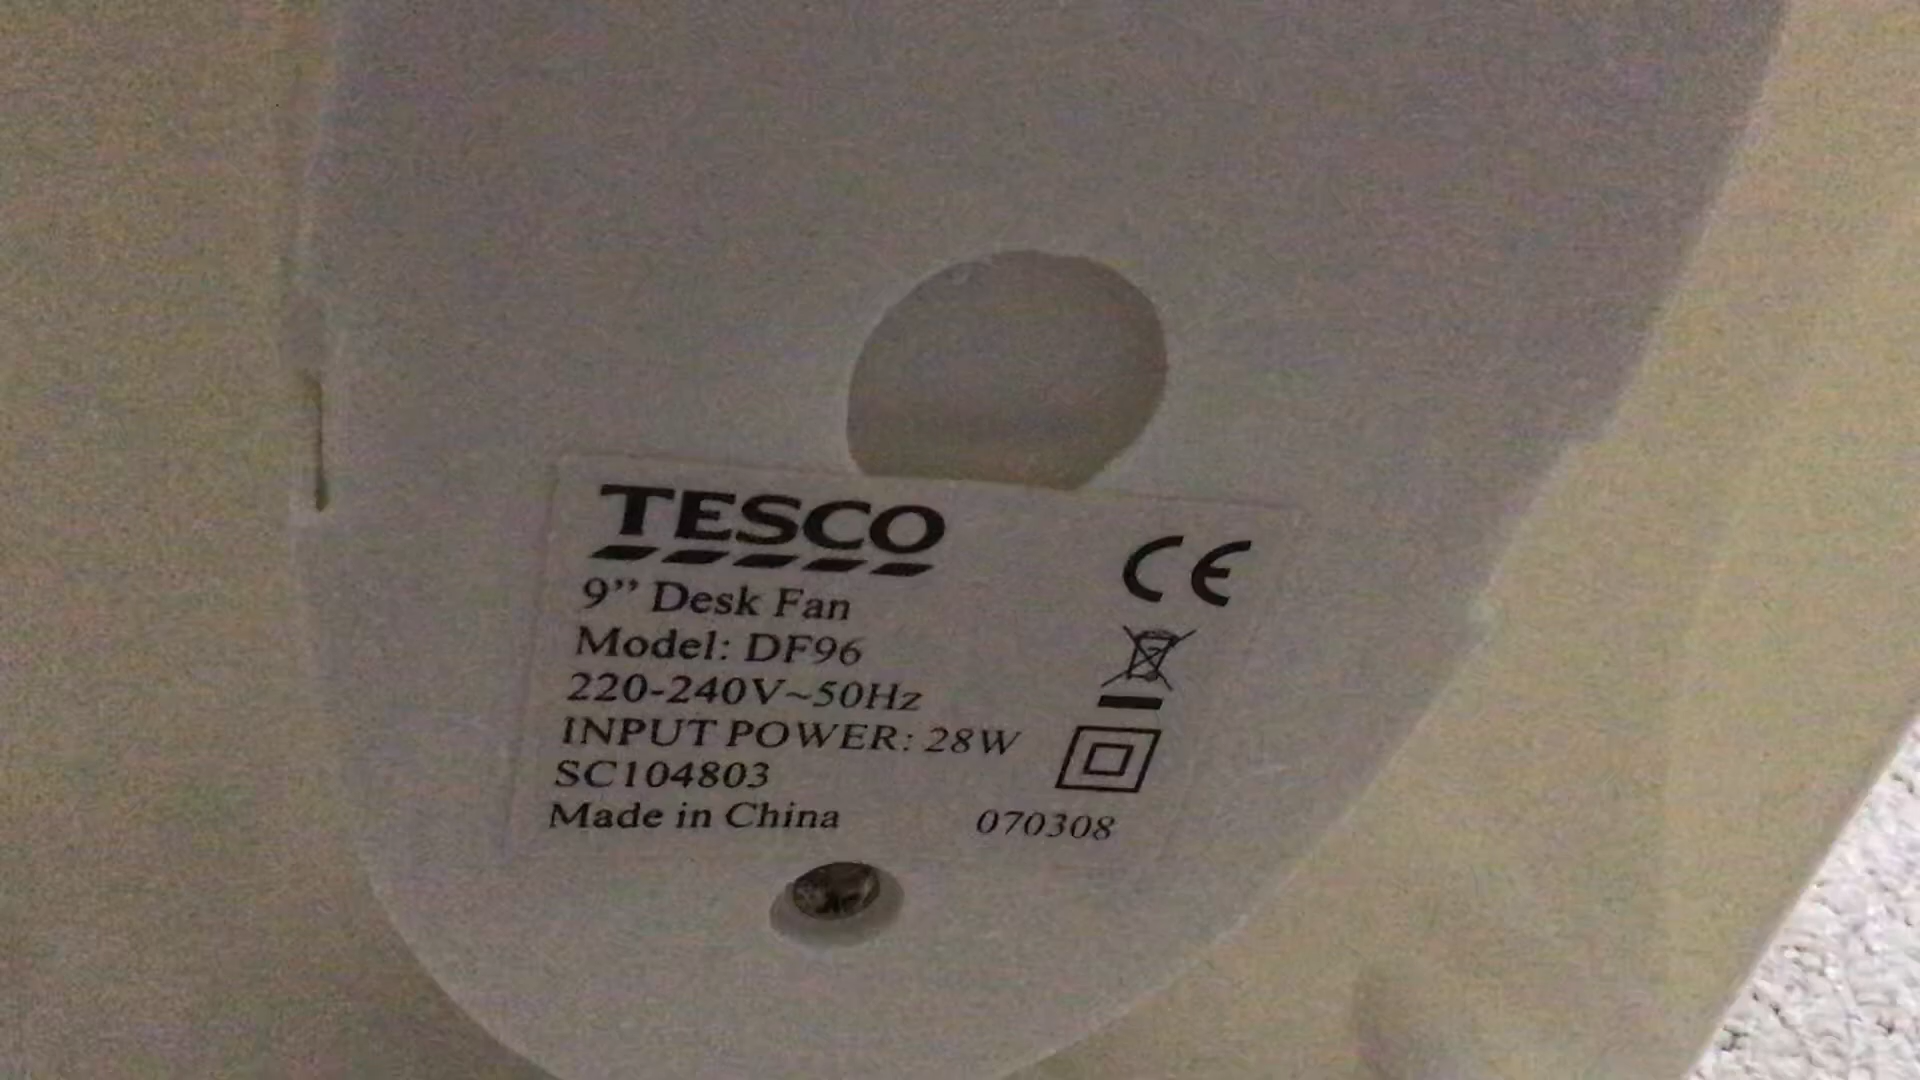 TESCO
CE
9” Desk Fan
Model: DF96
220-240V~50Hz
INPUT POWER: 28W
SC104803
Made in China 070308